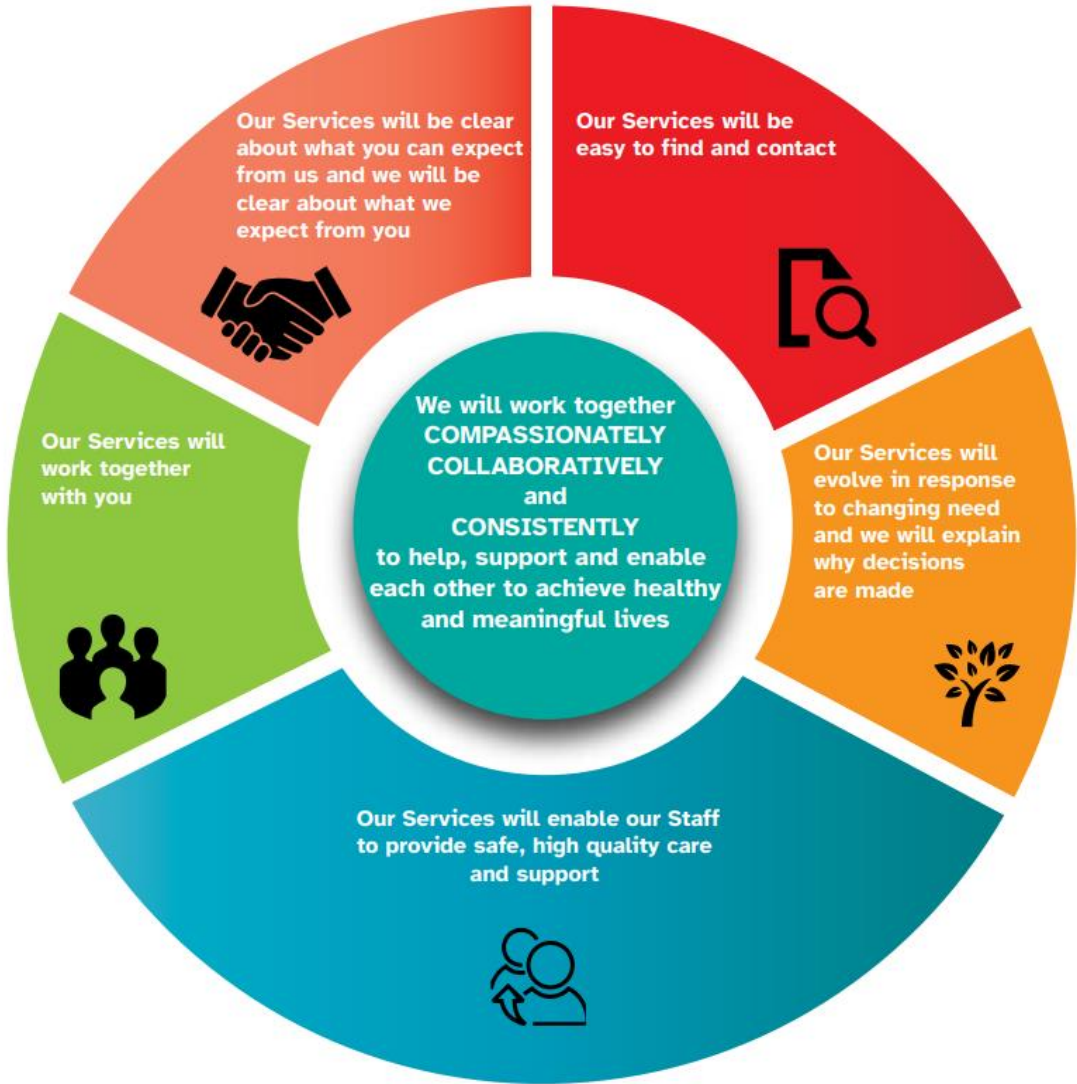 Our Services will be clear
about what you can expect
from us and we will be
clear about what we
expect from you
Our Services will be
easy to find and contact
Our Services will
evolve in response
to changing need
and we will explain
why decisions
are made
Our Services will enable our Staff
to provide safe, high quality care
and support
Our Services will
work together
with you
We will work together
COMPASSIONATELY
COLLABORATIVELY
and
CONSISTENTLY
to help, support and enable
each other to achieve healthy
and meaningful lives